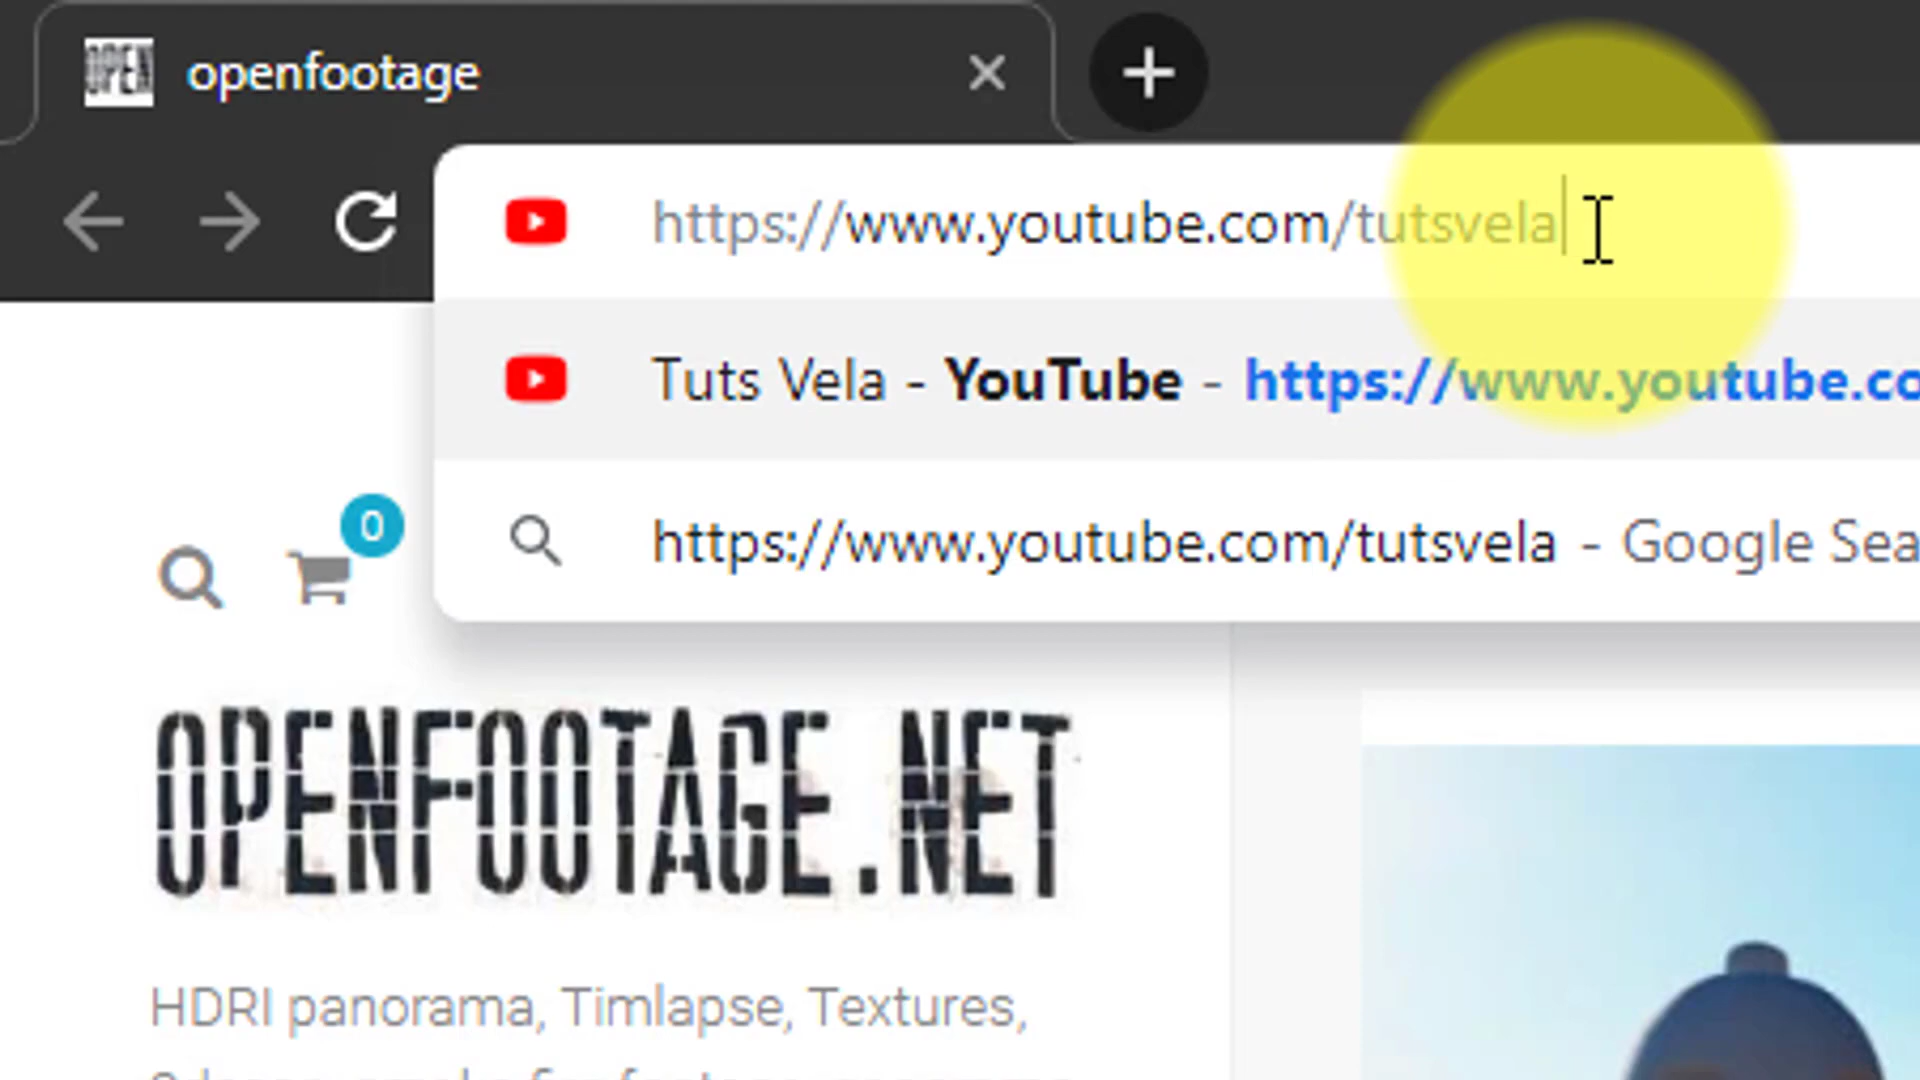 OPEN openfootage
https://www.youtube.com/tutsvela
Tuts Vela - YouTube - https://www.youtube.co
https://www.youtube.com/tutsvela - Google Sea
0
OPENFOOTAGE.NET
HDRI panorama, Timlapse, Textures,